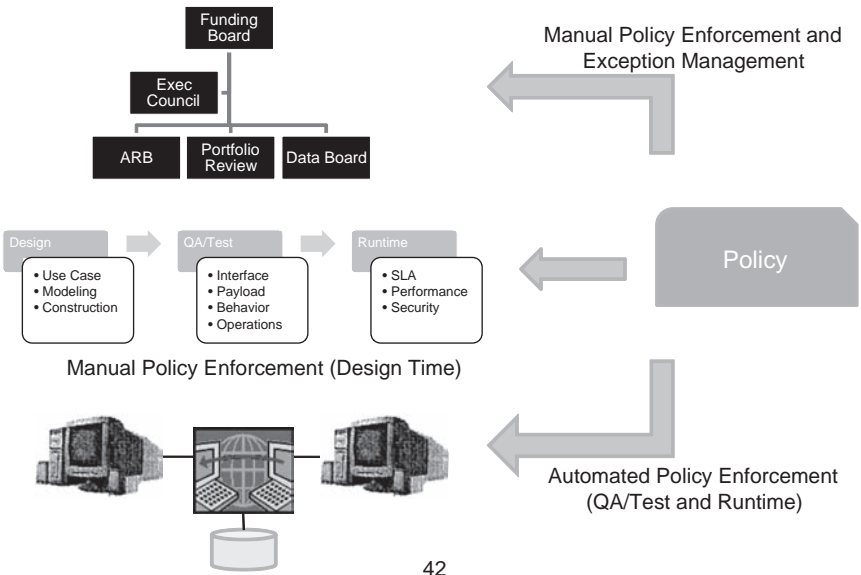 Funding
Board
Exec
Council
ARB
Portfolio
Review
Data Board
Manual Policy Enforcement and
Exception Management
Design
• Use Case
• Modeling
• Construction
QA/Test
• Interface
• Payload
• Behavior
• Operations
Runtime
• SLA
• Performance
• Security
Policy
Manual Policy Enforcement (Design Time)
Automated Policy Enforcement
(QA/Test and Runtime)
42